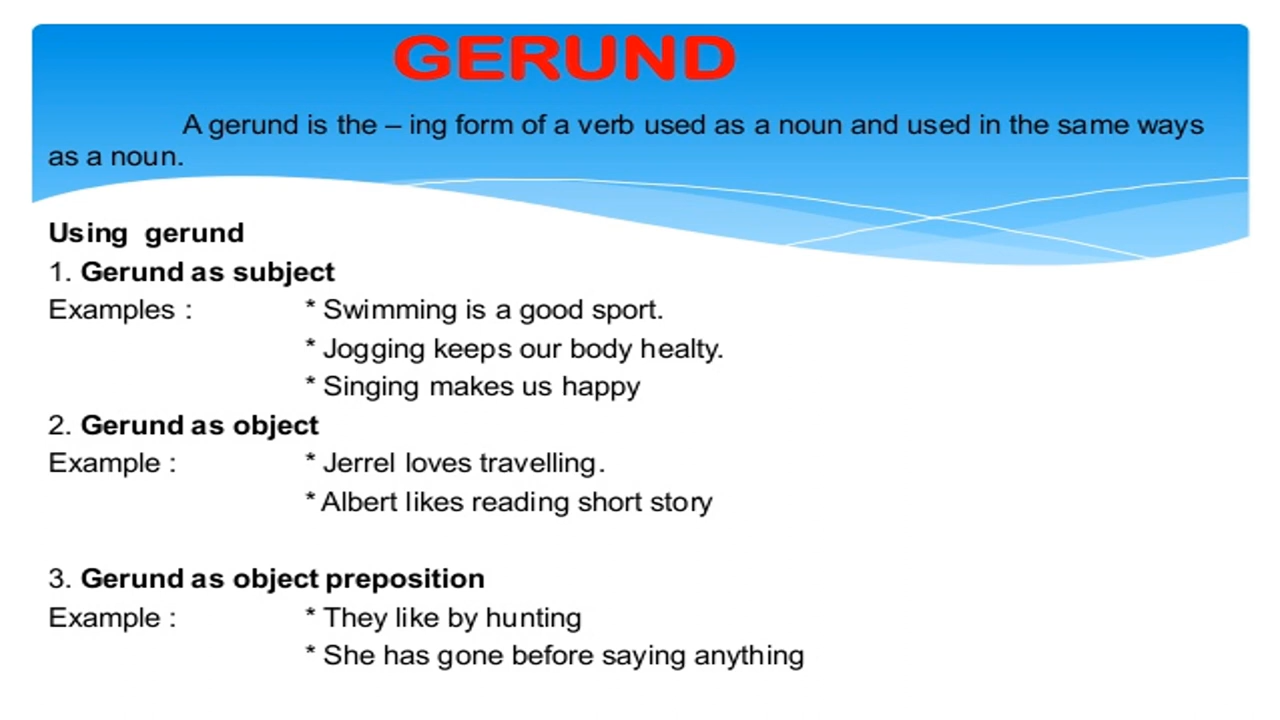 GERUND
A gerund is the – ing form of a verb used as a noun and used in the same ways
as a noun.
Using gerund
1. Gerund as subject
Examples : * Swimming is a good sport.
* Jogging keeps our body healty.
* Singing makes us happy
2. Gerund as object
Example : * Jerrel loves travelling.
* Albert likes reading short story
3. Gerund as object preposition
Example : * They like by hunting
* She has gone before saying anything